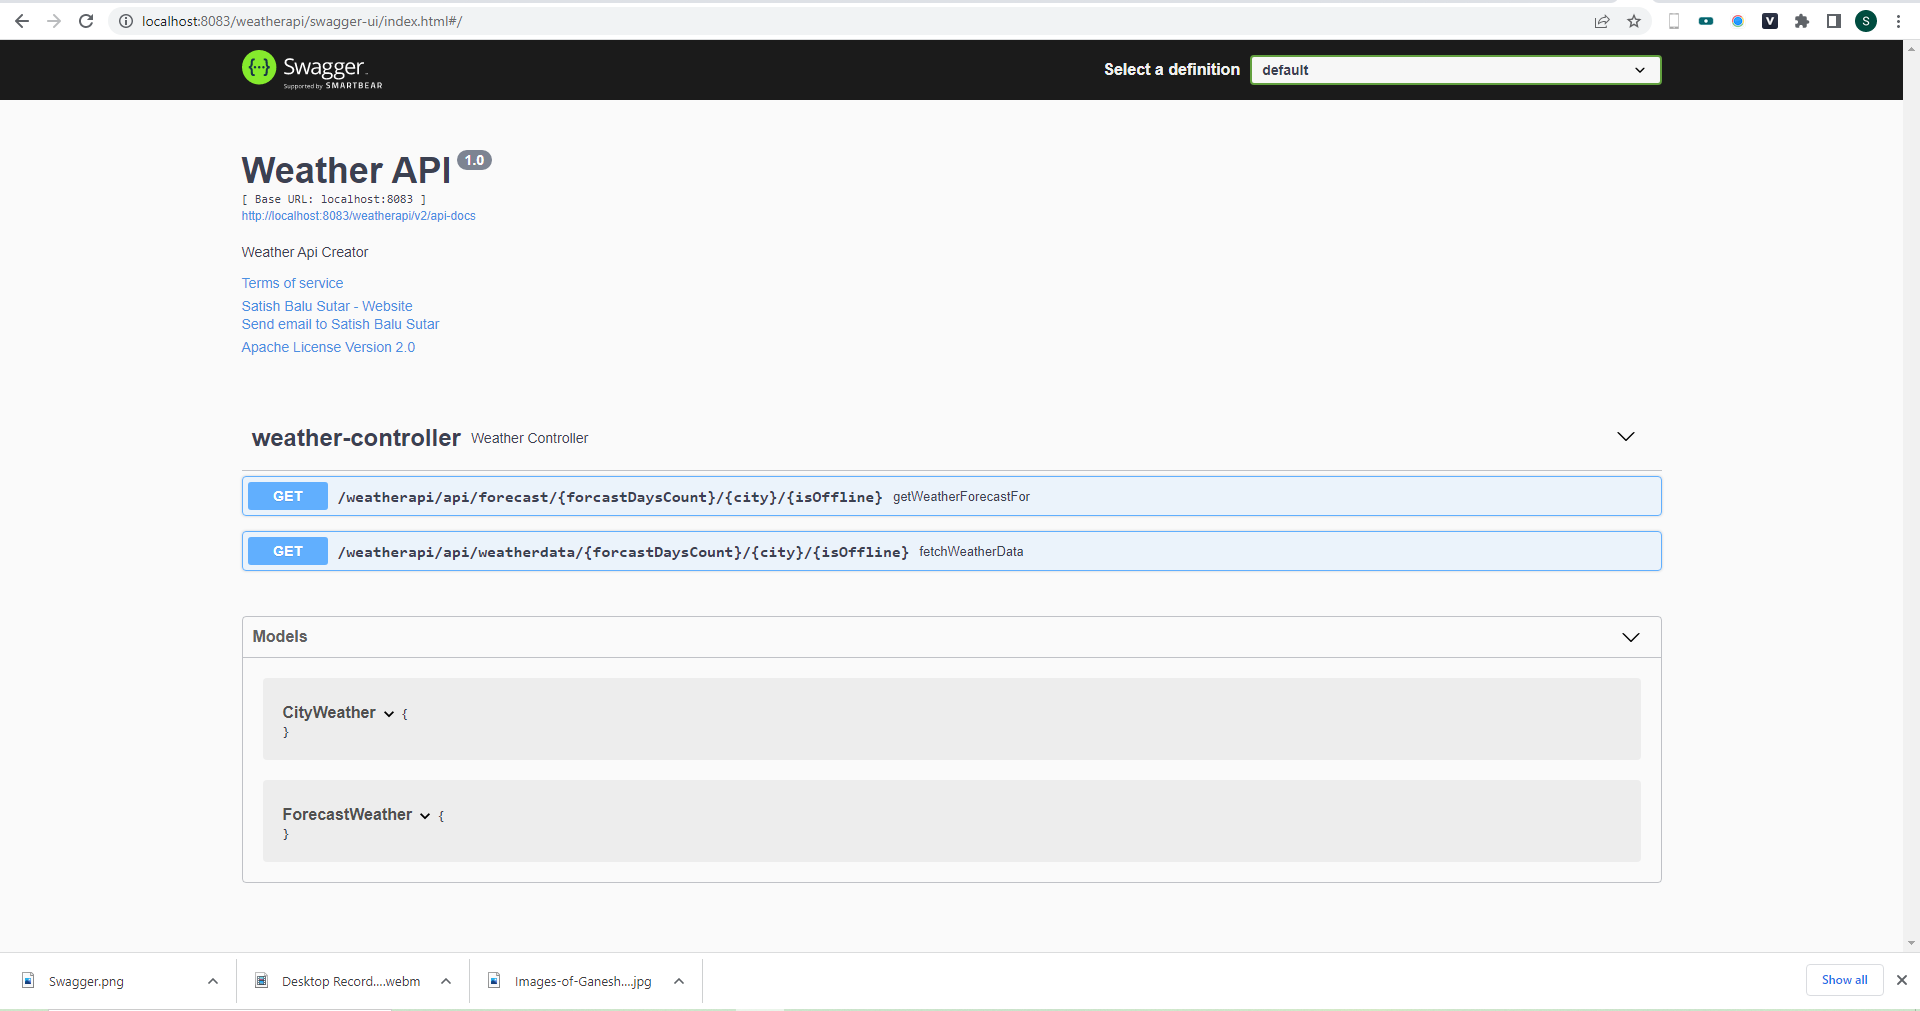 localhost:8083/weatherapi/swagger-ui/index.html#/
V
S
{···} Swagger
Supported by SMARTBEAR
Select a definition
default
Weather API 1.0
[ Base URL: localhost:8083 ]
http://localhost:8083/weatherapi/v2/api-docs
Weather Api Creator
Terms of service
Satish Balu Sutar - Website
Send email to Satish Balu Sutar
Apache License Version 2.0
weather-controller Weather Controller
GET /weatherapi/api/forecast/{forcastDaysCount}/{city}/{isOffline} getWeatherForecastFor
GET /weatherapi/api/weatherdata/{forcastDaysCount}/{city}/{isOffline} fetchWeatherData
Models
CityWeather {
}
ForecastWeather {
}
Swagger.png
Desktop Record....webm
Images-of-Ganesh....jpg
Show all